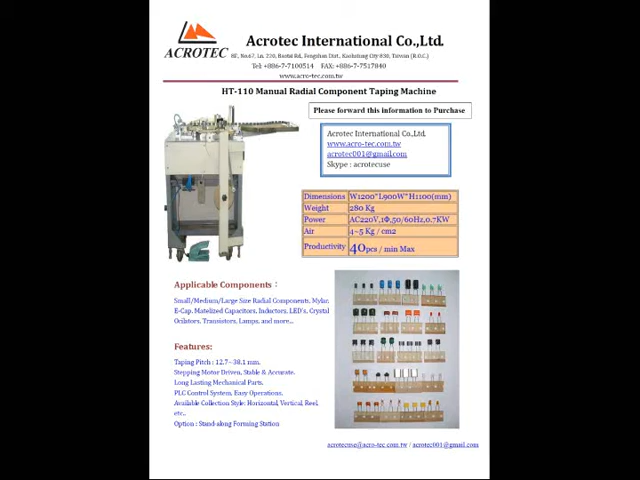 ACROTEC
Acrotec International Co.,Ltd.
Tel: +886-7-7100514 FAX: +886-7-7517840
www.acro-tec.com.tw
HT-110 Manual Radial Component Taping Machine
Please forward this information to Purchase
Acrotec International Co.,Ltd.
www.acro-tec.com.tw
acrotec001@gmail.com
Skype : acrotecuse
Dimensions W1200*L900W*H1100(mm)
Weight 280 Kg
Power AC220V,1Φ,50/60Hz,0.7KW
Air 4~5 Kg / cm2
Productivity 40pcs / min Max
Applicable Components：
Small/Medium/Large Size Radial Components, Mylar,
E-Cap, Matelized Capacitors, Inductors, LED's, Crystal
Ocilators, Transistors, Lamps, and more...
Features:
Taping Pitch : 12.7~38.1 mm.
Stepping Motor Driven, Stable & Accurate.
Long Lasting Mechanical Parts.
PLC Control System, Easy Operations.
Available Collection Style: Horizontal, Vertical, Reel,
etc..
Option : Stand-along Forming Station
acrotecuse@acro-tec.com.tw / acrotec001@gmail.com